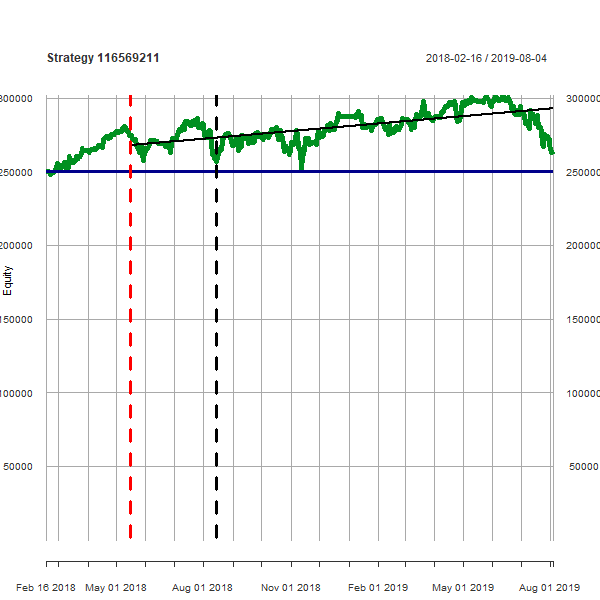 Strategy 116569211
2018-02-16 / 2019-08-04
300000
300000
250000
250000
200000
200000
150000
150000
100000
100000
50000
50000
Equity
Feb 16 2018
May 01 2018
Aug 01 2018
Nov 01 2018
Feb 01 2019
May 01 2019
Aug 01 2019